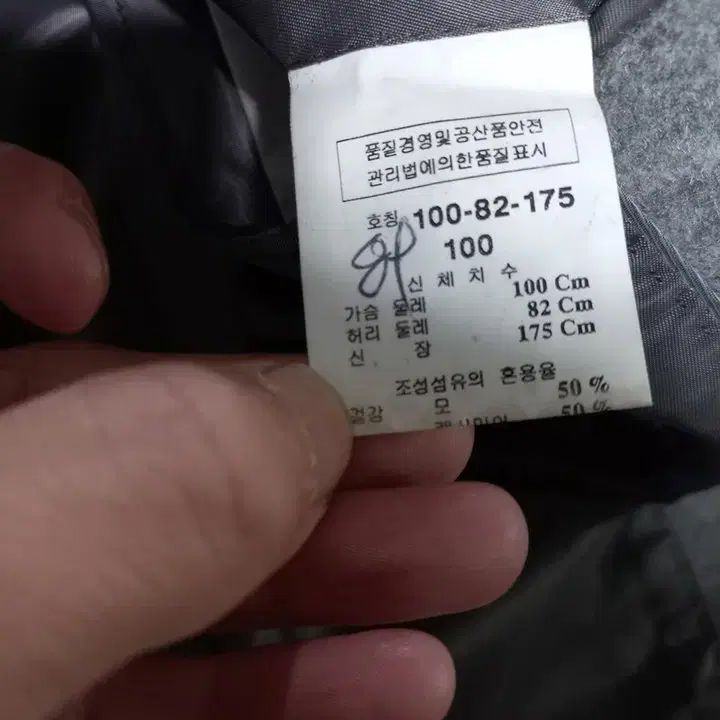 품질경영및공산품안전
관리법에의한품질표시
호칭 100-82-175
100
신 체 치 수
가슴 둘레 100 Cm
허리 둘레 82 Cm
신 장 175 Cm
조성섬유의 혼용율
겉감 모 50 %
50 %